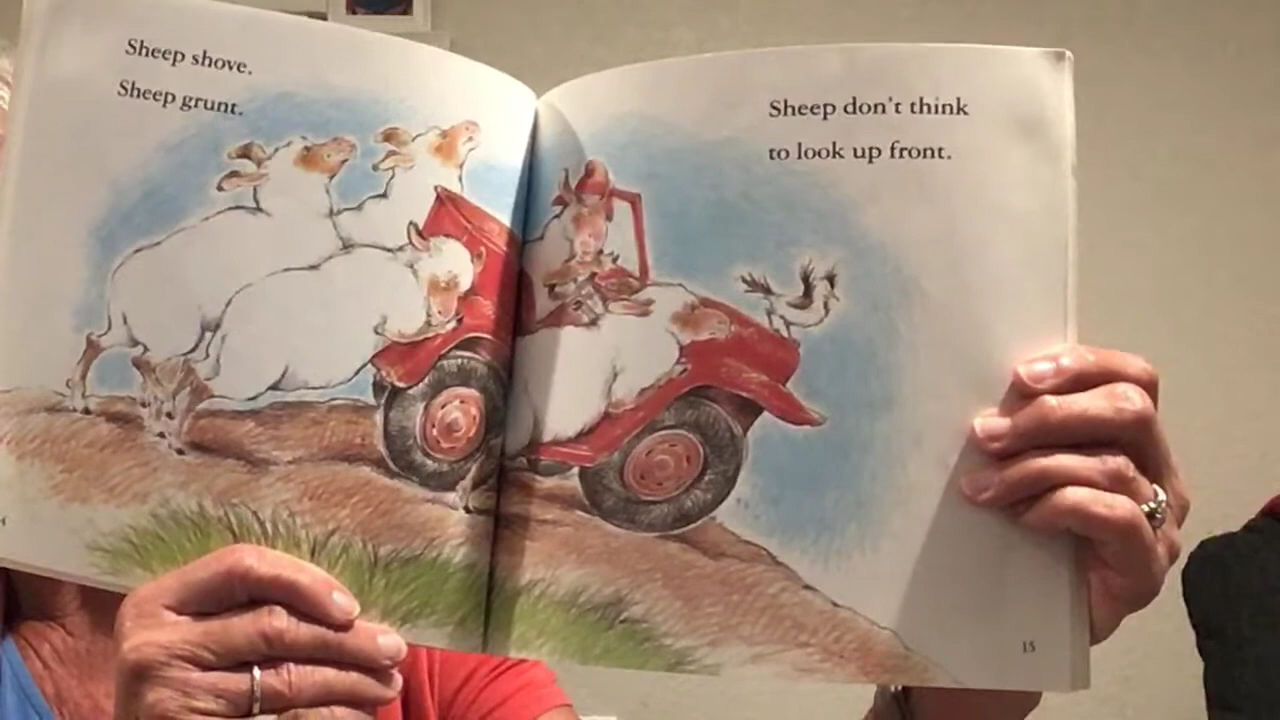 Sheep shove.
Sheep grunt.
Sheep don't think
to look up front.
15